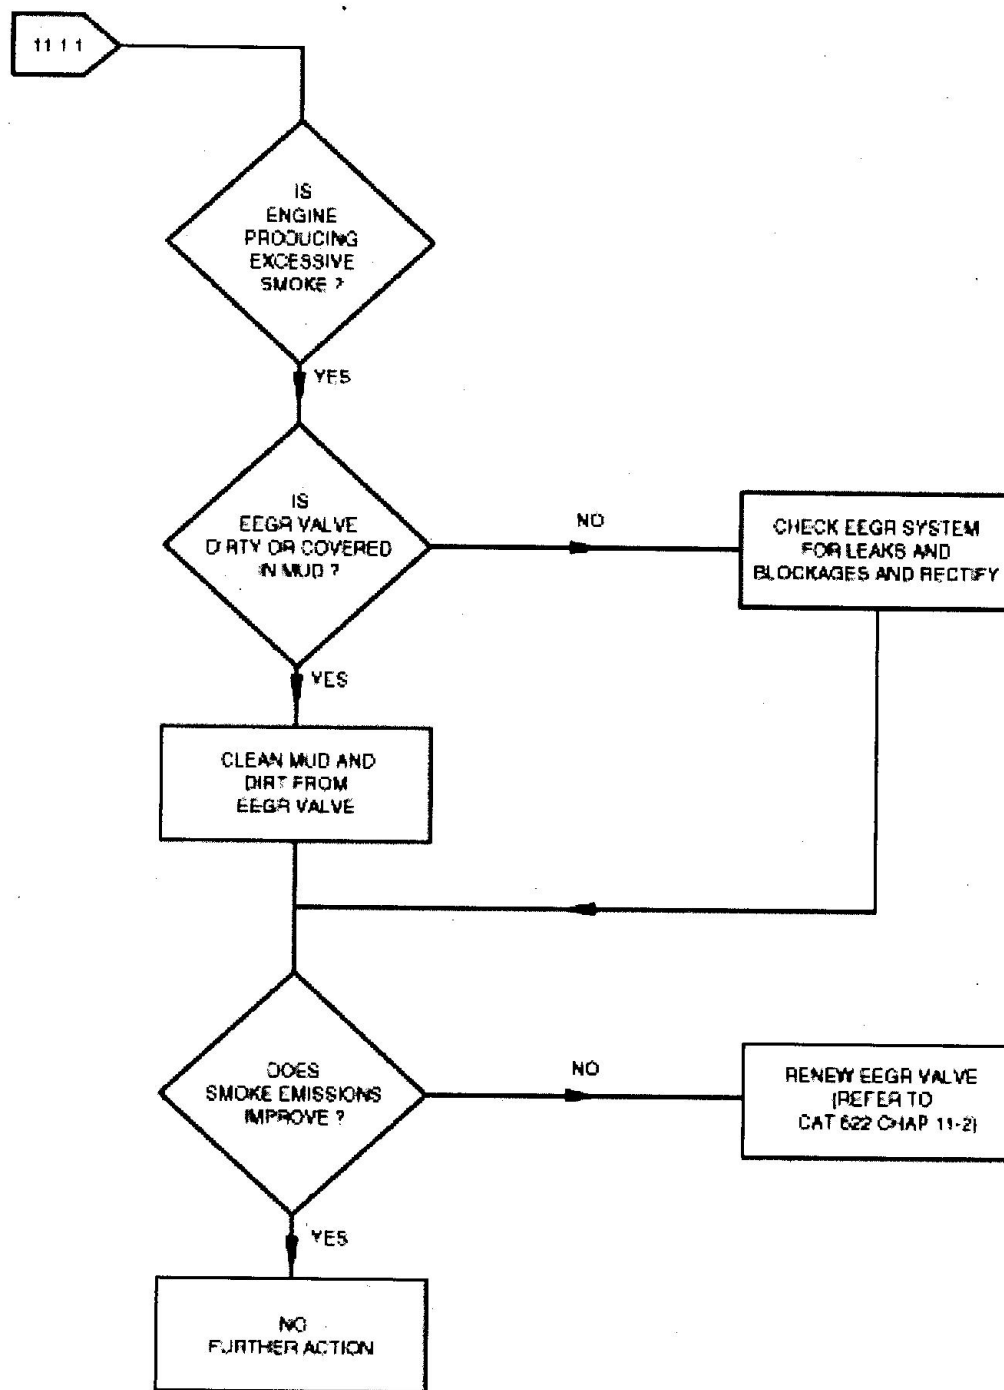 11 1 1
IS
ENGINE
PRODUCING
EXCESSIVE
SMOKE ?
YES
IS
EEGR VALVE
DIRTY OR COVERED
IN MUD ?
NO
CHECK EEGR SYSTEM
FOR LEAKS AND
BLOCKAGES AND RECTIFY
YES
CLEAN MUD AND
DIRT FROM
EEGR VALVE
DOES
SMOKE EMISSIONS
IMPROVE ?
NO
RENEW EEGR VALVE
(REFER TO
CAT 622 CHAP 11-2)
YES
NO
FURTHER ACTION